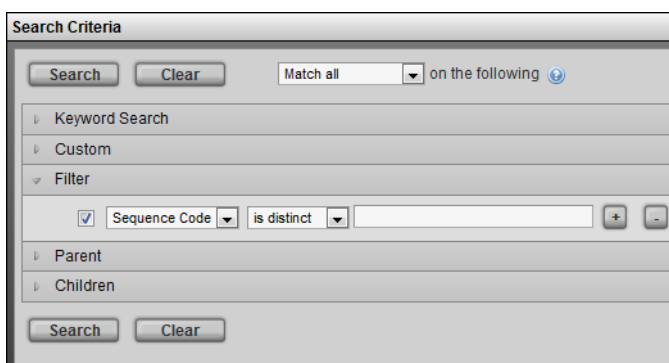 Search Criteria
Search Clear Match all on the following ?
Keyword Search
Custom
Filter
Sequence Code is distinct + -
Parent
Children
Search Clear